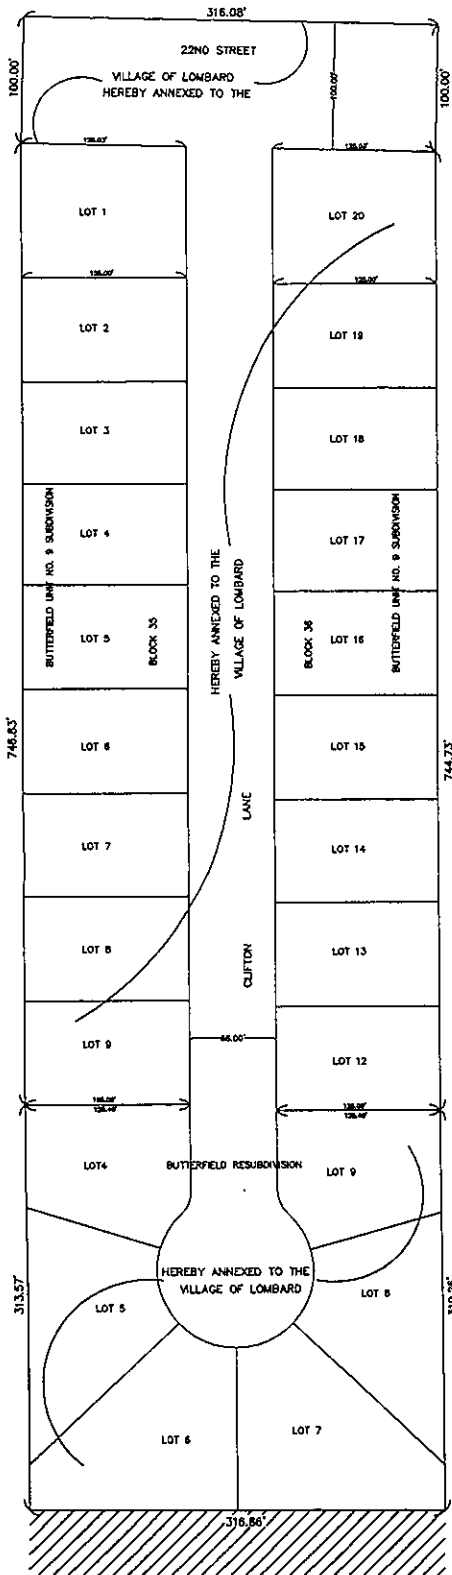 316.08'
22ND STREET
100.00'
100.00'
100.00'
VILLAGE OF LOMBARD
HEREBY ANNEXED TO THE
LOT 1
LOT 20
125.00'
125.00'
LOT 2
LOT 19
LOT 3
LOT 18
LOT 4
LOT 17
BUTTERFIELD UNIT NO. 9 SUBDIVISION
BUTTERFIELD UNIT NO. 9 SUBDIVISION
HEREBY ANNEXED TO THE
VILLAGE OF LOMBARD
LOT 5
BLOCK 35
BLOCK 36
LOT 16
LOT 6
LOT 15
746.83'
744.73'
LANE
LOT 7
LOT 14
LOT 8
CLIFTON
LOT 13
LOT 9
LOT 12
66.00'
LOT4
BUTTERFIELD RESUBDIVISION
LOT 9
HEREBY ANNEXED TO THE
VILLAGE OF LOMBARD
313.57'
LOT 5
LOT 8
LOT 6
LOT 7
316.66'